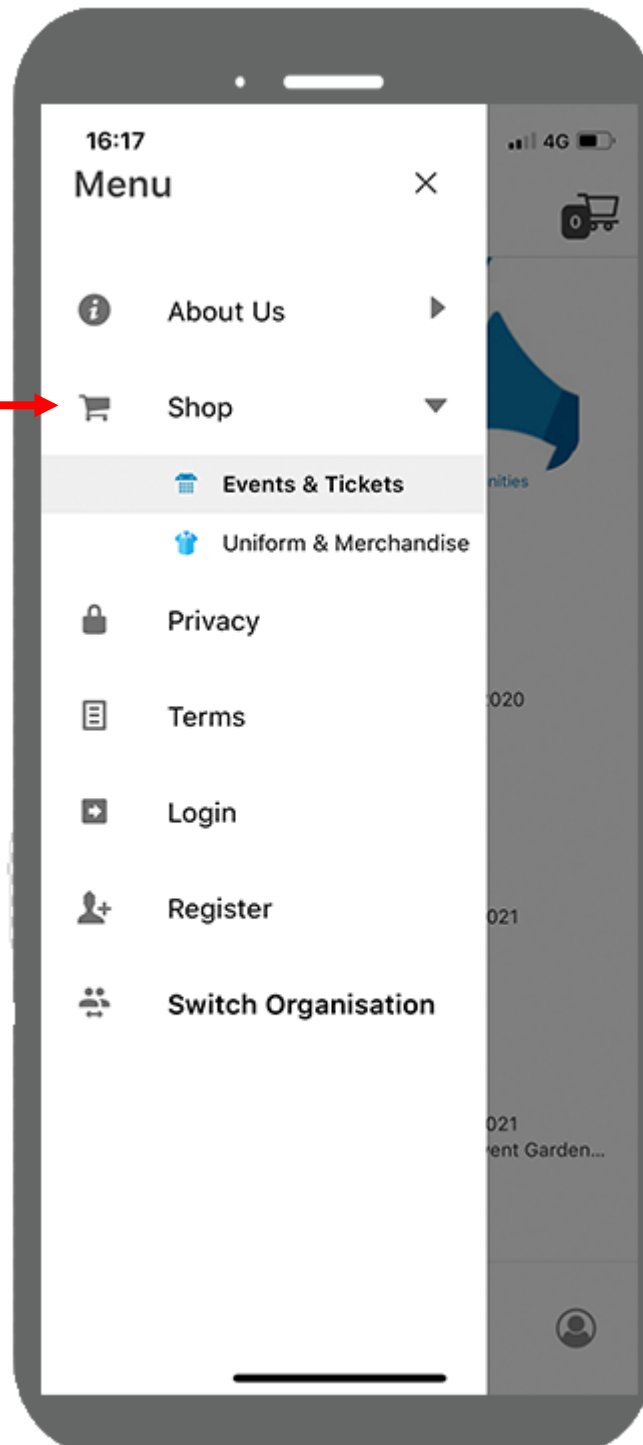 16:17
4G
Menu
0
About Us
Shop
Events & Tickets
nities
Uniform & Merchandise
Privacy
020
Terms
Login
Register
021
Switch Organisation
021
ent Garden...